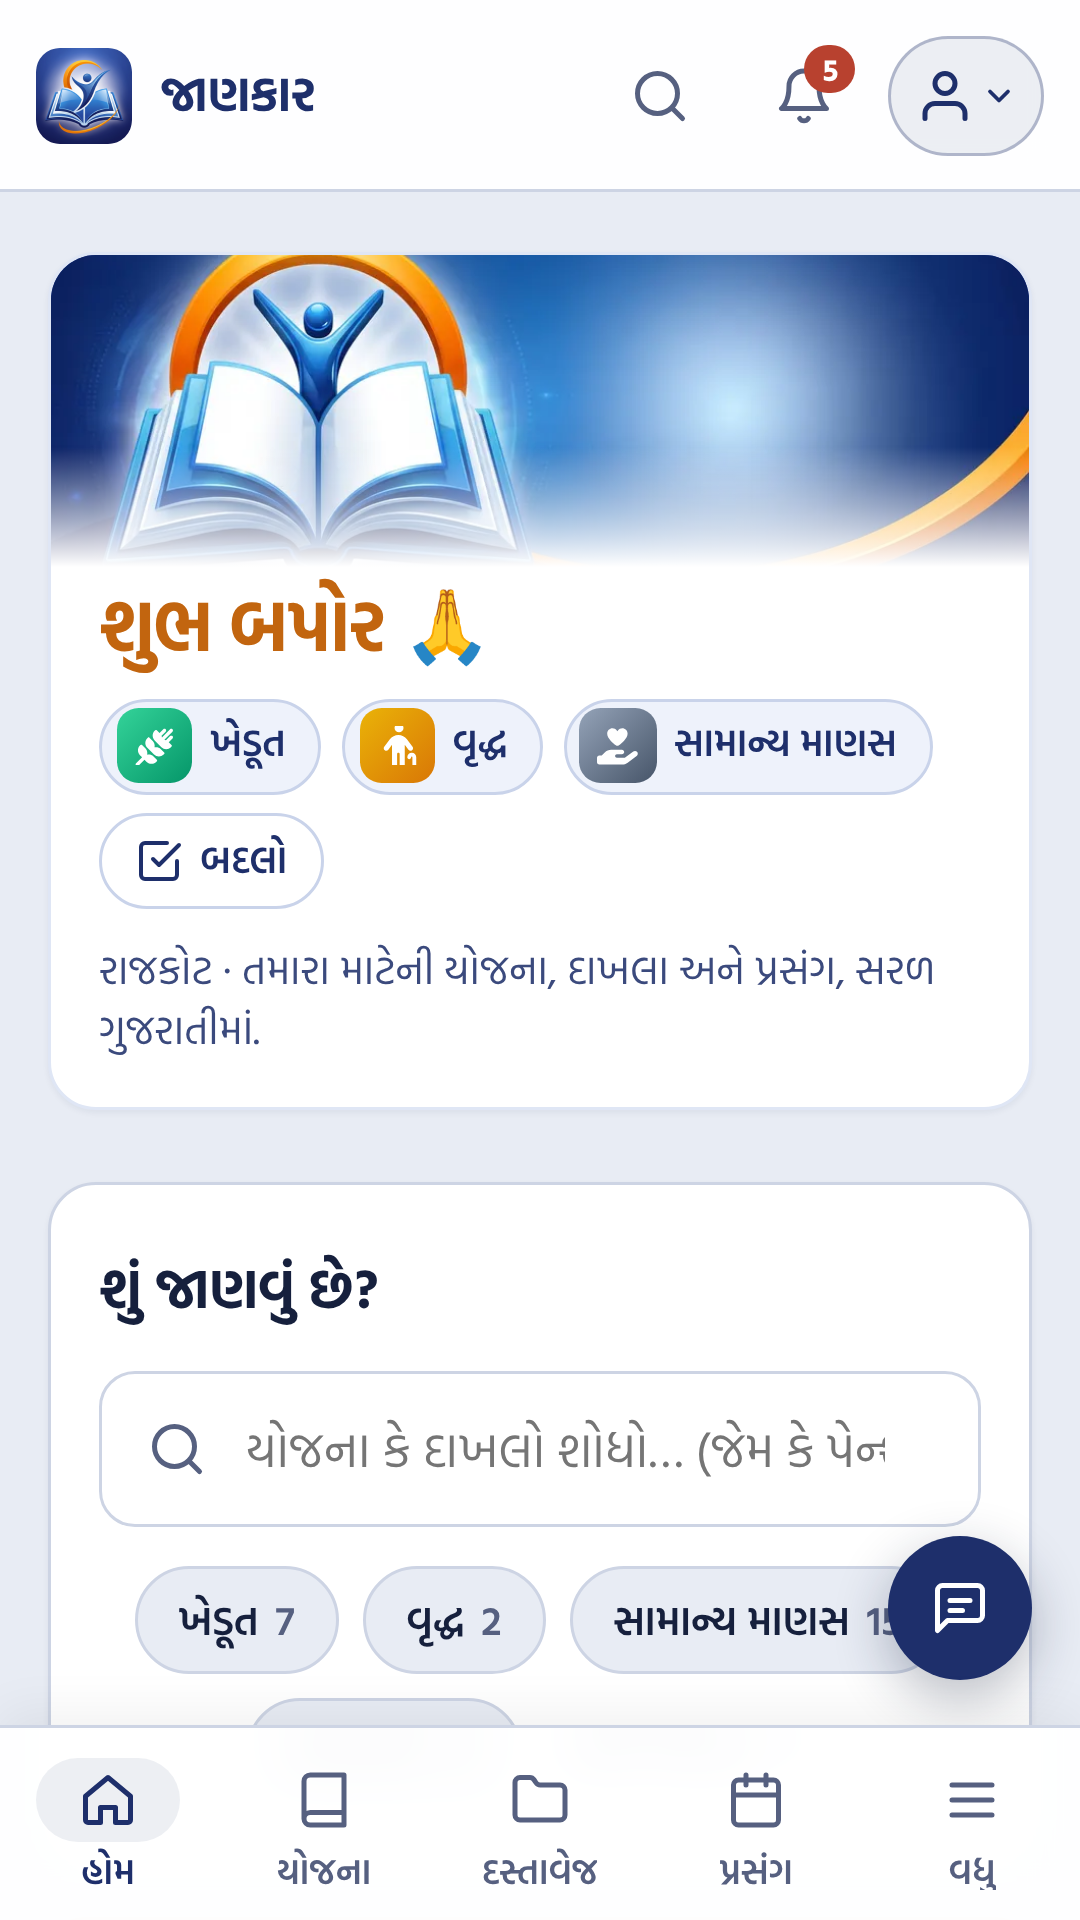 જાણકાર
5
શુભ બપોર 🙏
ખેડૂત
વૃદ્ધ
સામાન્ય માણસ
બદલો
રાજકોટ · તમારા માટેની યોજના, દાખલા અને પ્રસંગ, સરળ
ગુજરાતીમાં.
શું જાણવું છે?
યોજના કે દાખલો શોધો... (જેમ કે
ખેડૂત 7
વૃદ્ધ 2
સામાન્ય માણસ
હોમ
યોજના
દસ્તાવેજ
પ્રસંગ
વધુ